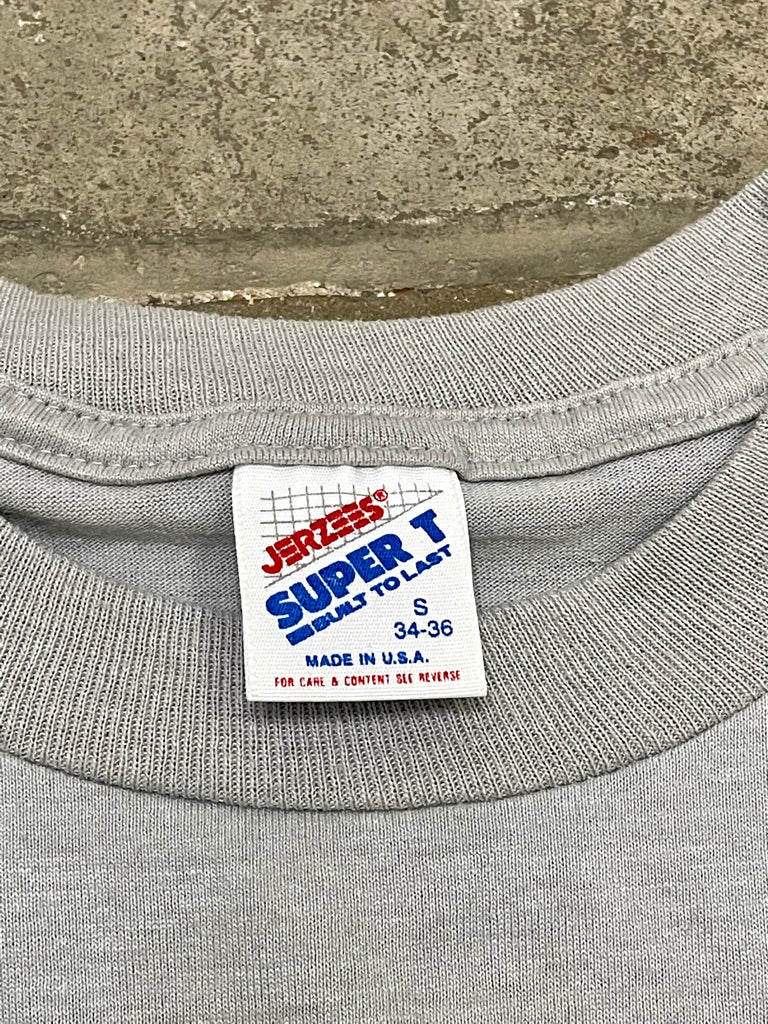 JERZEES®
SUPER T
BUILT TO LAST
S
34-36
MADE IN U.S.A.
FOR CARE & CONTENT SEE REVERSE